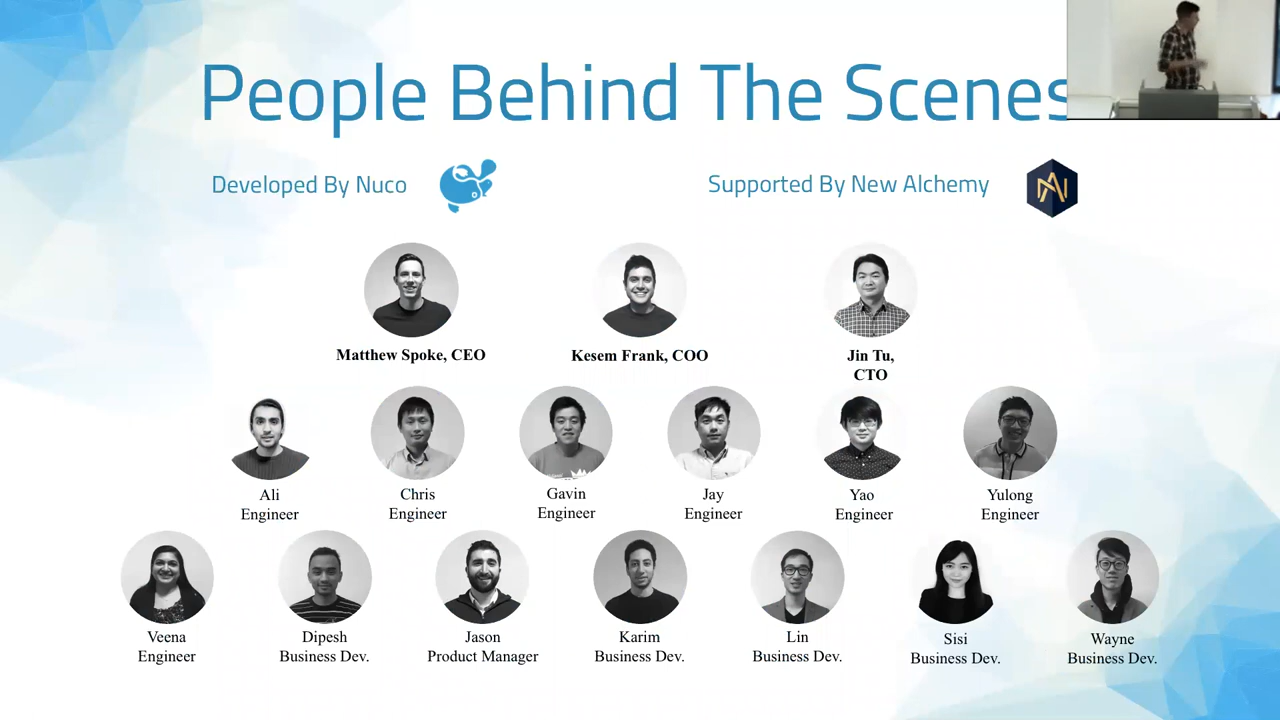 People Behind The Scenes
Developed By Nuco
Supported By New Alchemy
Matthew Spoke, CEO
Kesem Frank, COO
Jin Tu,
CTO
Ali
Engineer
Chris
Engineer
Gavin
Engineer
Jay
Engineer
Yao
Engineer
Yulong
Engineer
Veena
Engineer
Dipesh
Business Dev.
Jason
Product Manager
Karim
Business Dev.
Lin
Business Dev.
Sisi
Business Dev.
Wayne
Business Dev.